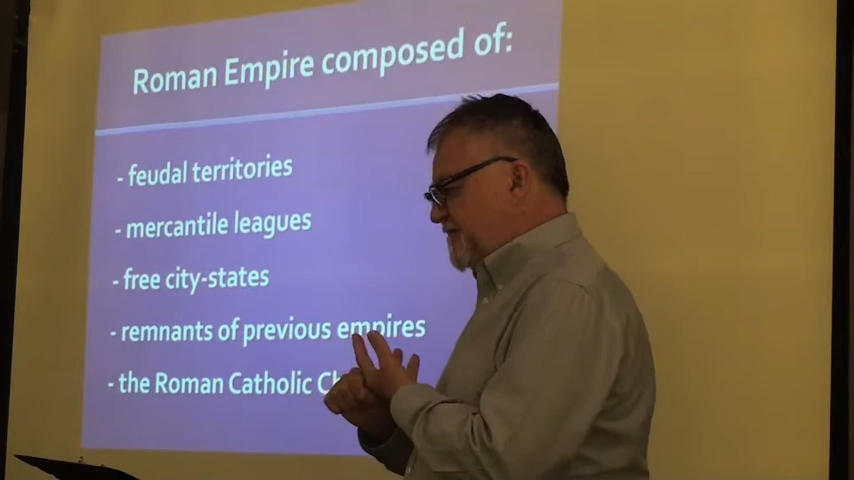 Roman Empire composed of:
- feudal territories
- mercantile leagues
- free city-states
- remnants of previous empires
- the Roman Catholic